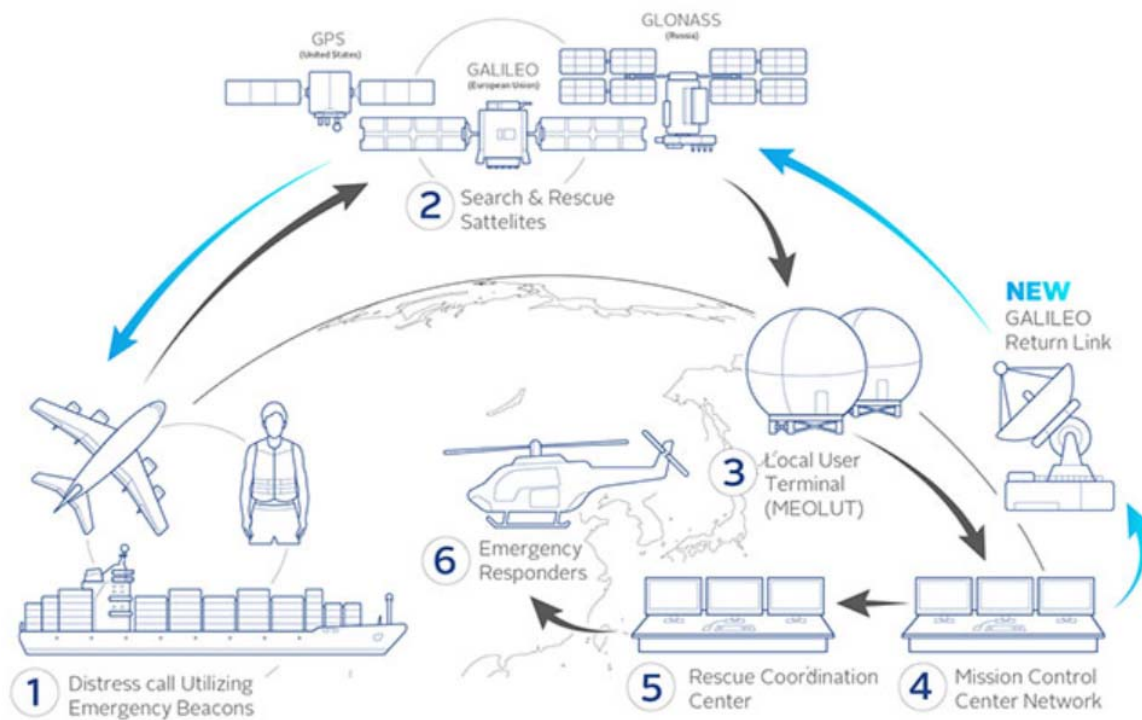 GPS
(United States)
GALILEO
(European Union)
GLONASS
(Russia)
2 Search & Rescue
Sattelites
NEW
GALILEO
Return Link
3 Local User
Terminal
(MEOLUT)
6 Emergency
Responders
1 Distress call Utilizing
Emergency Beacons
5 Rescue Coordination
Center
4 Mission Control
Center Network